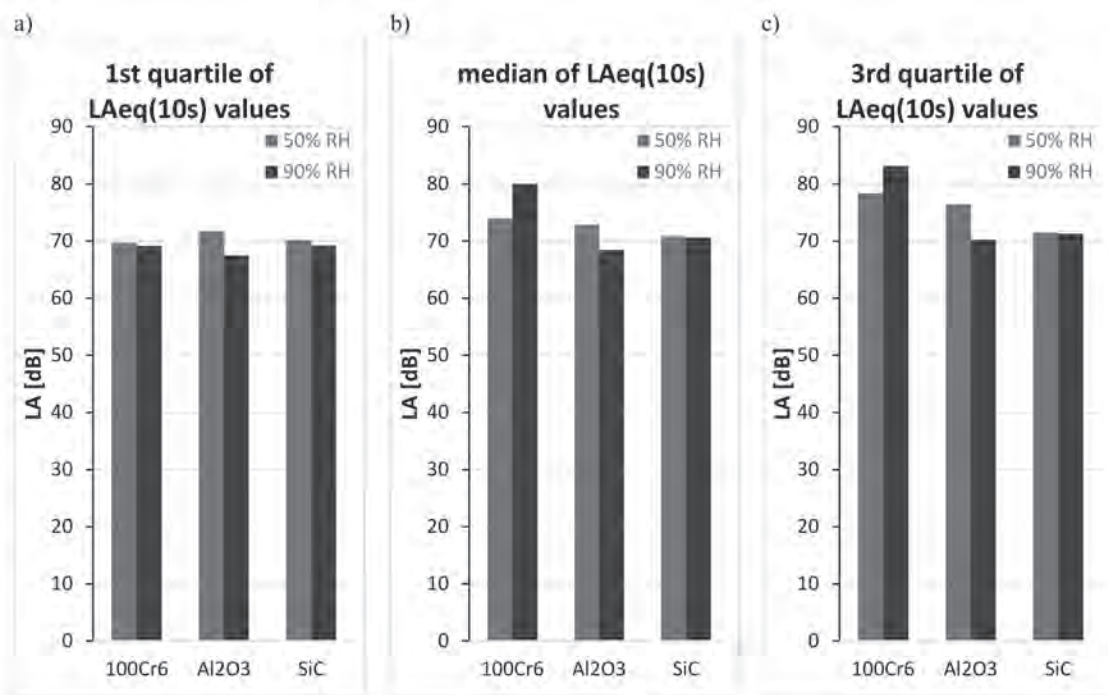 a)
1st quartile of
LAeq(10s) values
90
80
70
60
50
40
30
20
10
0
LA [dB]
50% RH
90% RH
100Cr6
Al2O3
SiC
b)
median of LAeq(10s)
values
90
80
70
60
50
40
30
20
10
0
LA [dB]
50% RH
90% RH
100Cr6
Al2O3
SiC
c)
3rd quartile of
LAeq(10s) values
90
80
70
60
50
40
30
20
10
0
LA [dB]
50% RH
90% RH
100Cr6
Al2O3
SiC